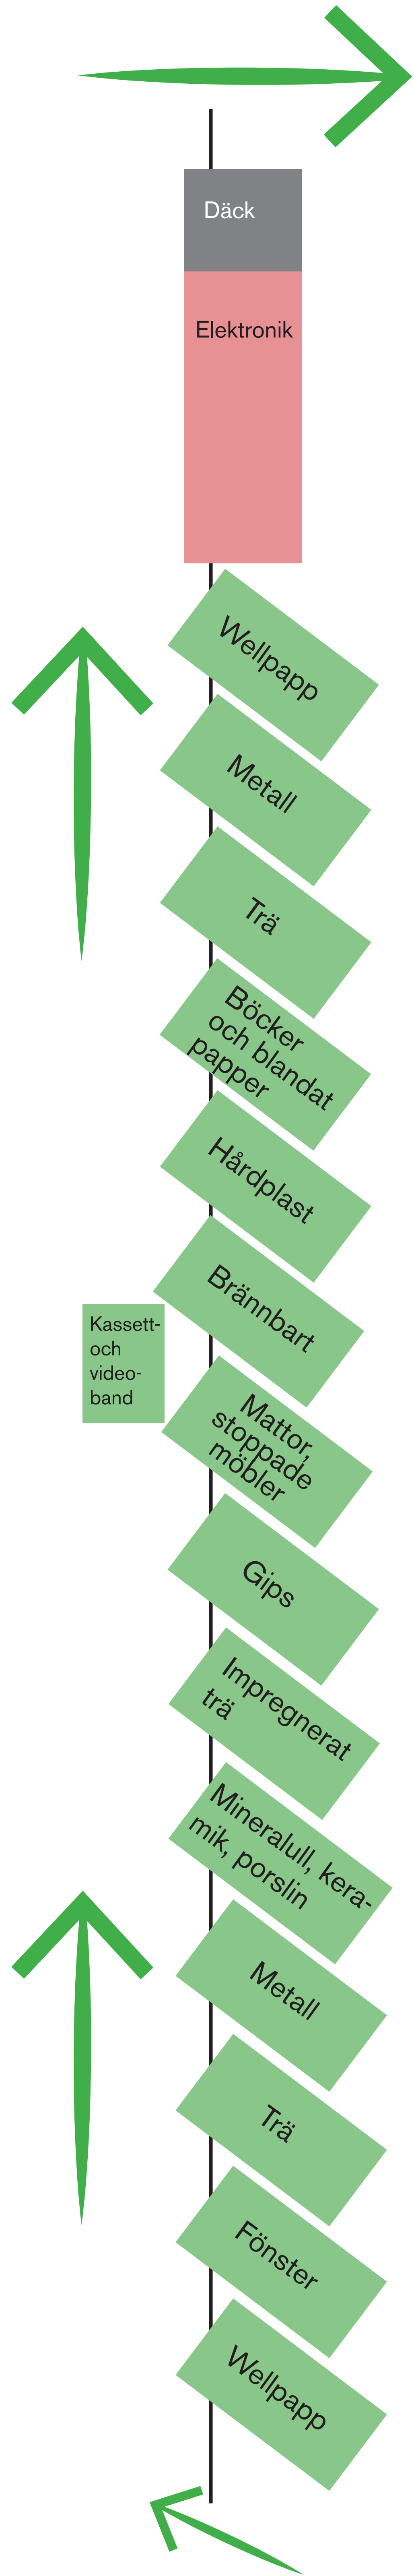 Däck
Elektronik
Wellpapp
Metall
Trä
Böcker
och blandat
papper
Hårdplast
Brännbart
Kassett-
och
video-
band
Mattor,
stoppade
möbler
Gips
Impregnerat
trä
Mineralull, kera-
mik, porslin
Metall
Trä
Fönster
Wellpapp